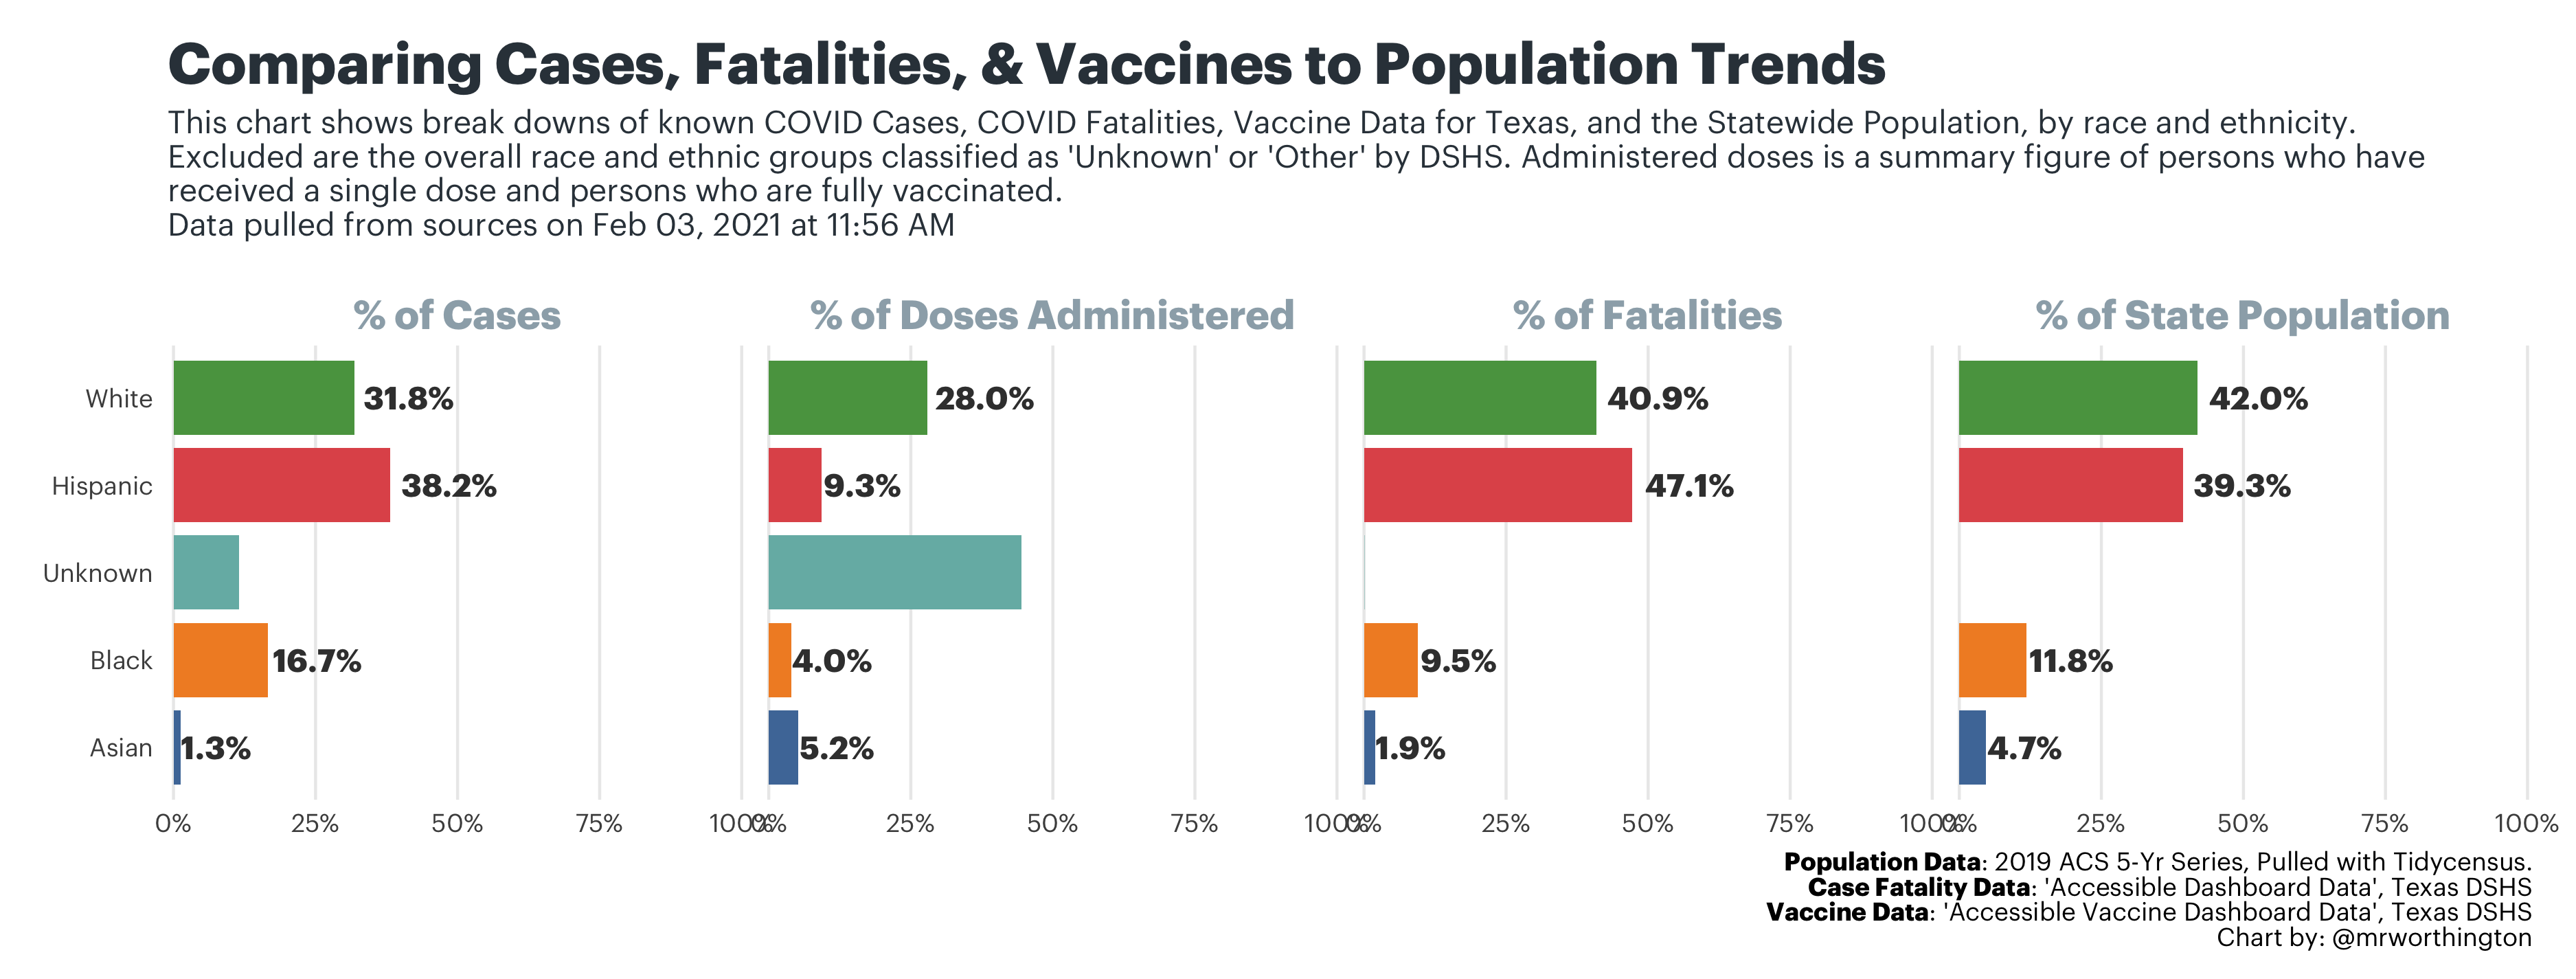 Comparing Cases, Fatalities, & Vaccines to Population Trends
This chart shows break downs of known COVID Cases, COVID Fatalities, Vaccine Data for Texas, and the Statewide Population, by race and ethnicity.
Excluded are the overall race and ethnic groups classified as 'Unknown' or 'Other' by DSHS. Administered doses is a summary figure of persons who have
received a single dose and persons who are fully vaccinated.
Data pulled from sources on Feb 03, 2021 at 11:56 AM
% of Cases % of Doses Administered % of Fatalities % of State Population
White 31.8% 28.0% 40.9% 42.0%
Hispanic 38.2% 9.3% 47.1% 39.3%
Unknown
Black 16.7% 4.0% 9.5% 11.8%
Asian 1.3% 5.2% 1.9% 4.7%
0% 25% 50% 75% 100% 0% 25% 50% 75% 100% 0% 25% 50% 75% 100% 0% 25% 50% 75% 100%
Population Data: 2019 ACS 5-Yr Series, Pulled with Tidycensus.
Case Fatality Data: 'Accessible Dashboard Data', Texas DSHS
Vaccine Data: 'Accessible Vaccine Dashboard Data', Texas DSHS
Chart by: @mrworthington